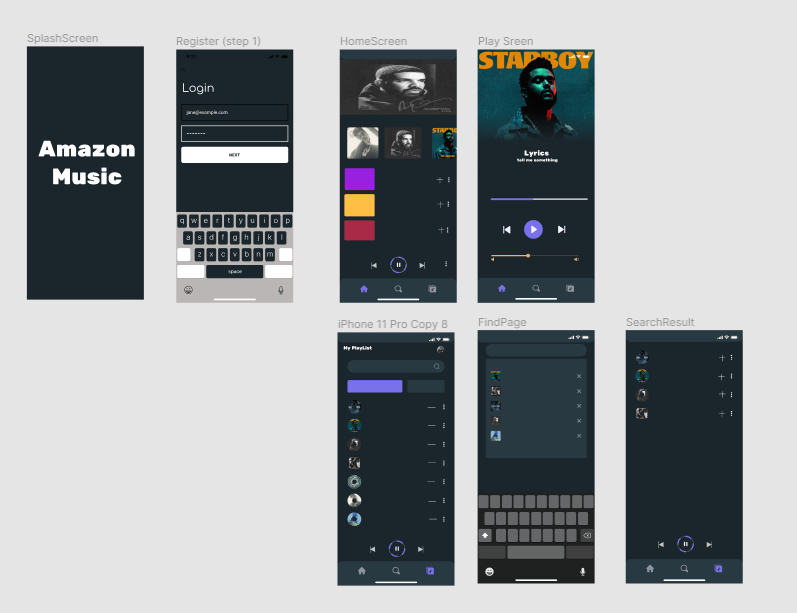 SplashScreen
Register (step 1)
HomeScreen
Play Sreen
Amazon
Music
Login
jane@example.com
-------
NEXT
q w e r t y u i o p
a s d f g h j k l
z x c v b n m
space
STARBOY
STARBOY
Lyrics
tell me something
iPhone 11 Pro Copy 8
FindPage
SearchResult
My PlayList